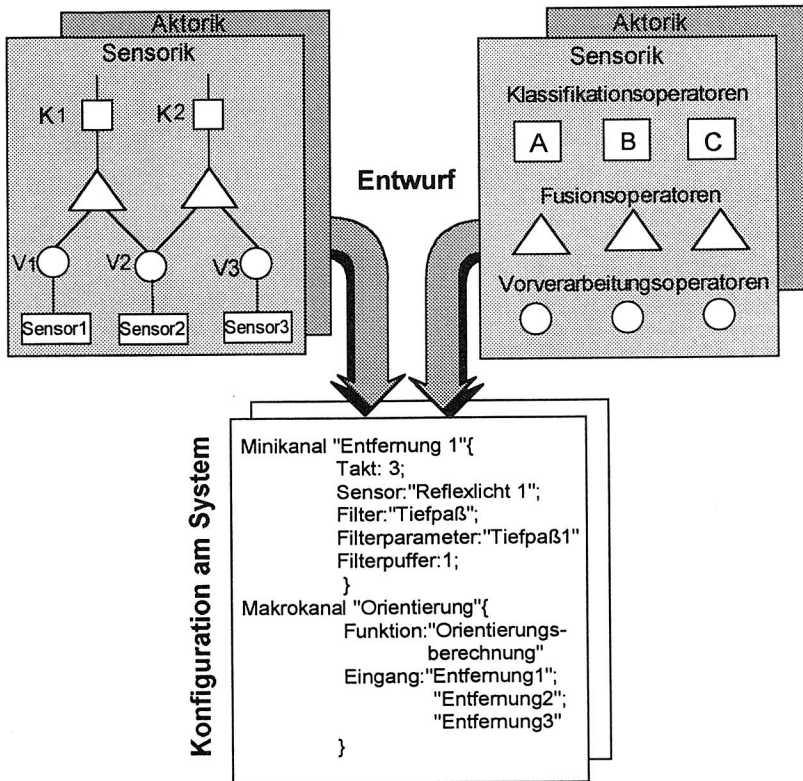 Aktorik
Sensorik
K1 K2
V1 V2 V3
Sensor1 Sensor2 Sensor3
Entwurf
Aktorik
Sensorik
Klassifikationsoperatoren
A B C
Fusionsoperatoren
Vorverarbeitungsoperatoren
Konfiguration am System
Minikanal "Entfernung 1"{
Takt: 3;
Sensor:"Reflexlicht 1";
Filter:"Tiefpaß";
Filterparameter:"Tiefpaß1"
Filterpuffer:1;
}
Makrokanal "Orientierung"{
Funktion:"Orientierungs-
berechnung"
Eingang:"Entfernung1";
"Entfernung2";
"Entfernung3"
}